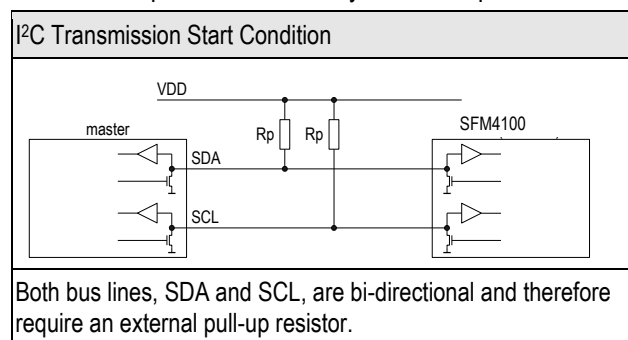 I²C Transmission Start Condition
VDD
master
Rp
Rp
SFM4100
SDA
SCL
Both bus lines, SDA and SCL, are bi-directional and therefore
require an external pull-up resistor.